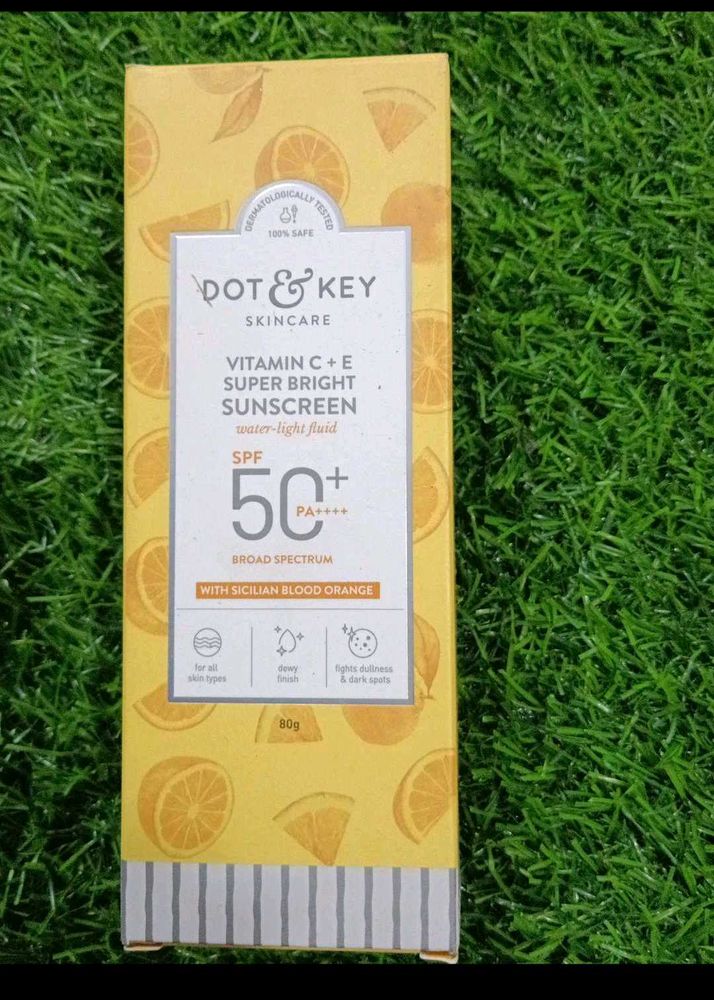 DERMATOLOGICALLY TESTED
100% SAFE
DOT & KEY
SKINCARE
VITAMIN C + E
SUPER BRIGHT
SUNSCREEN
water-light fluid
SPF
50+
PA++++
BROAD SPECTRUM
WITH SICILIAN BLOOD ORANGE
for all
skin types
dewy
finish
fights dullness
& dark spots
80g